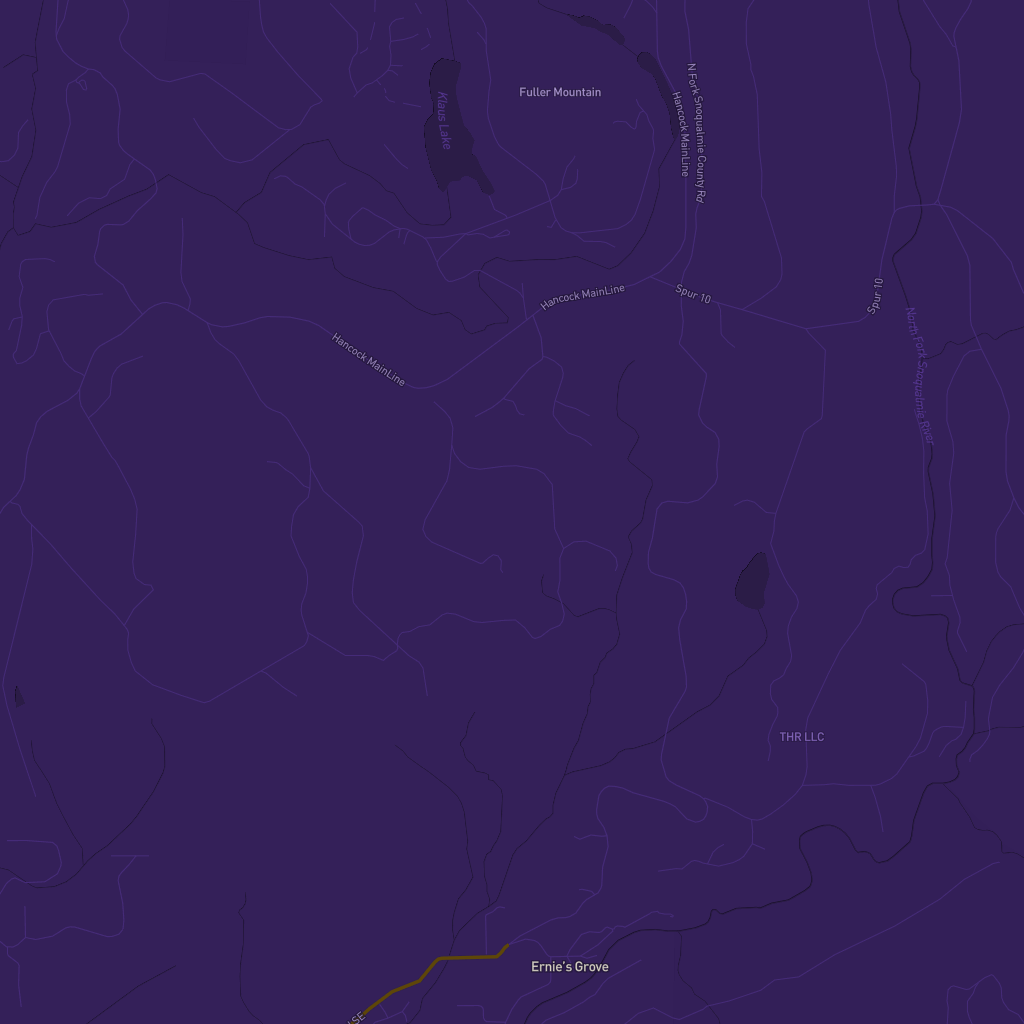 Fuller Mountain
Klaus Lake
N Fork Snoqualmie County Rd
Hancock MainLine
Hancock MainLine
Spur 10
Spur 10
Hancock MainLine
North Fork Snoqualmie River
THR LLC
Ernie's Grove
SE